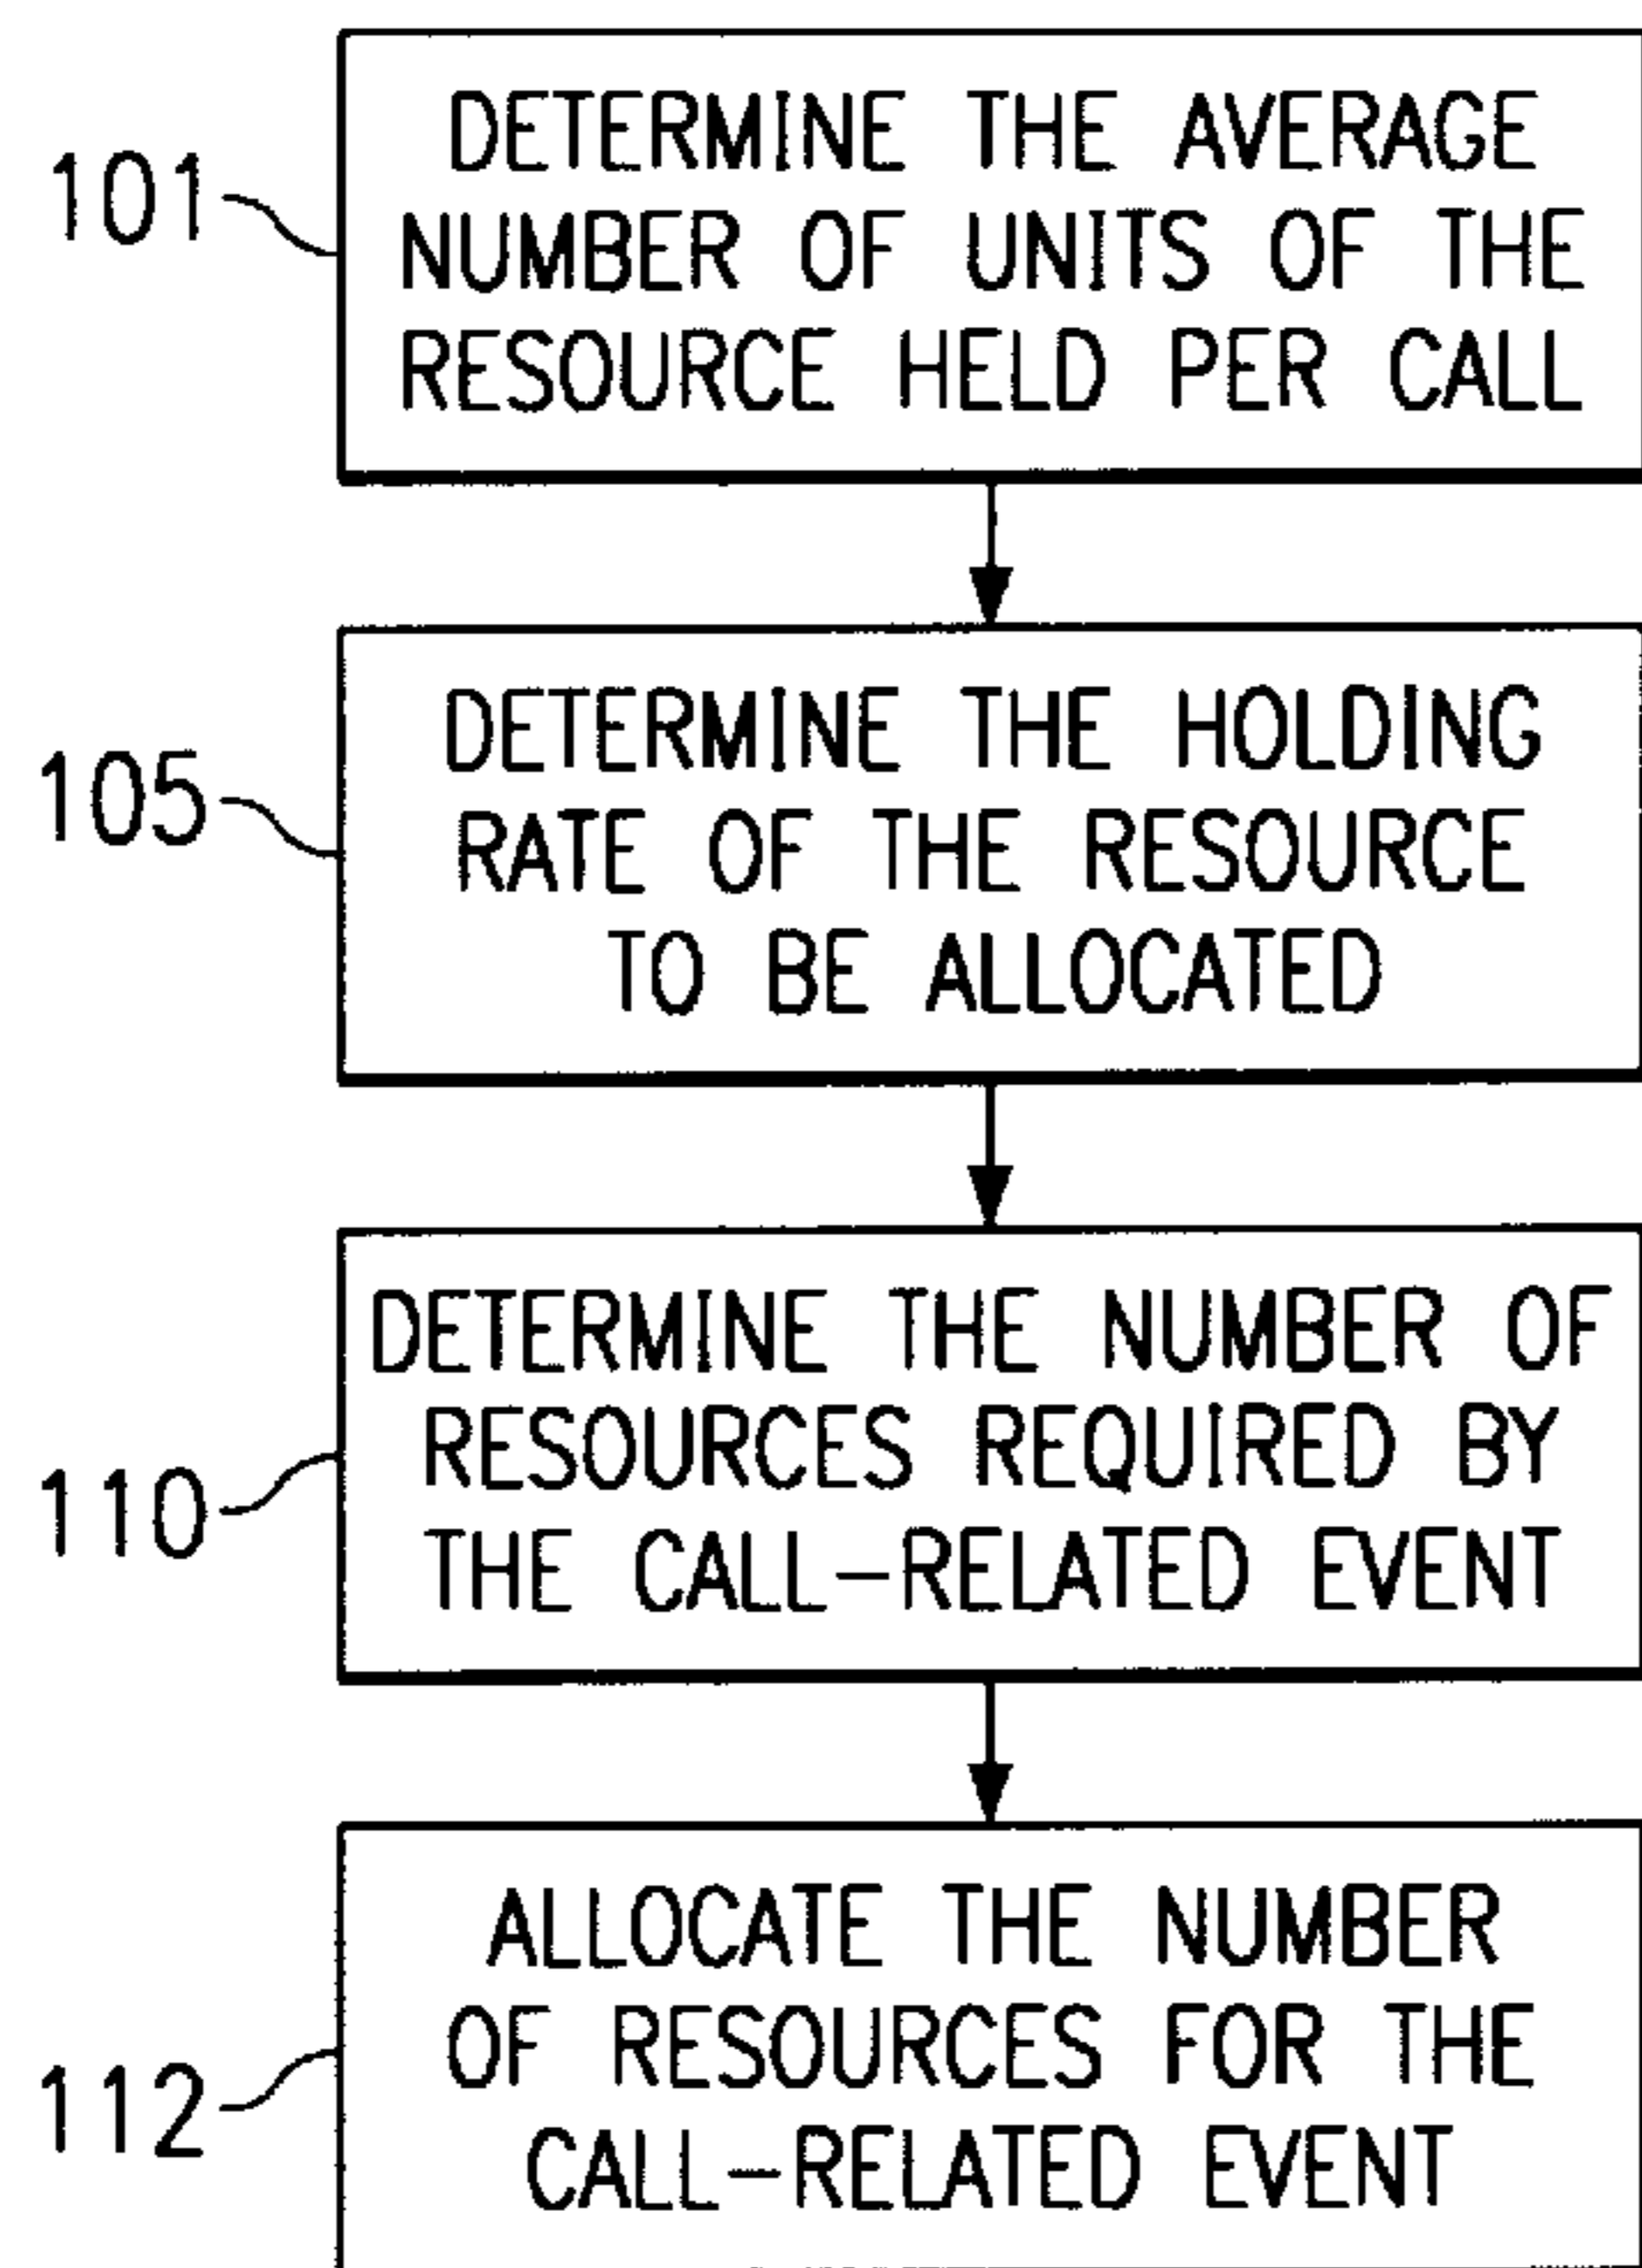 101
DETERMINE THE AVERAGE
NUMBER OF UNITS OF THE
RESOURCE HELD PER CALL
105
DETERMINE THE HOLDING
RATE OF THE RESOURCE
TO BE ALLOCATED
110
DETERMINE THE NUMBER OF
RESOURCES REQUIRED BY
THE CALL-RELATED EVENT
112
ALLOCATE THE NUMBER
OF RESOURCES FOR THE
CALL-RELATED EVENT